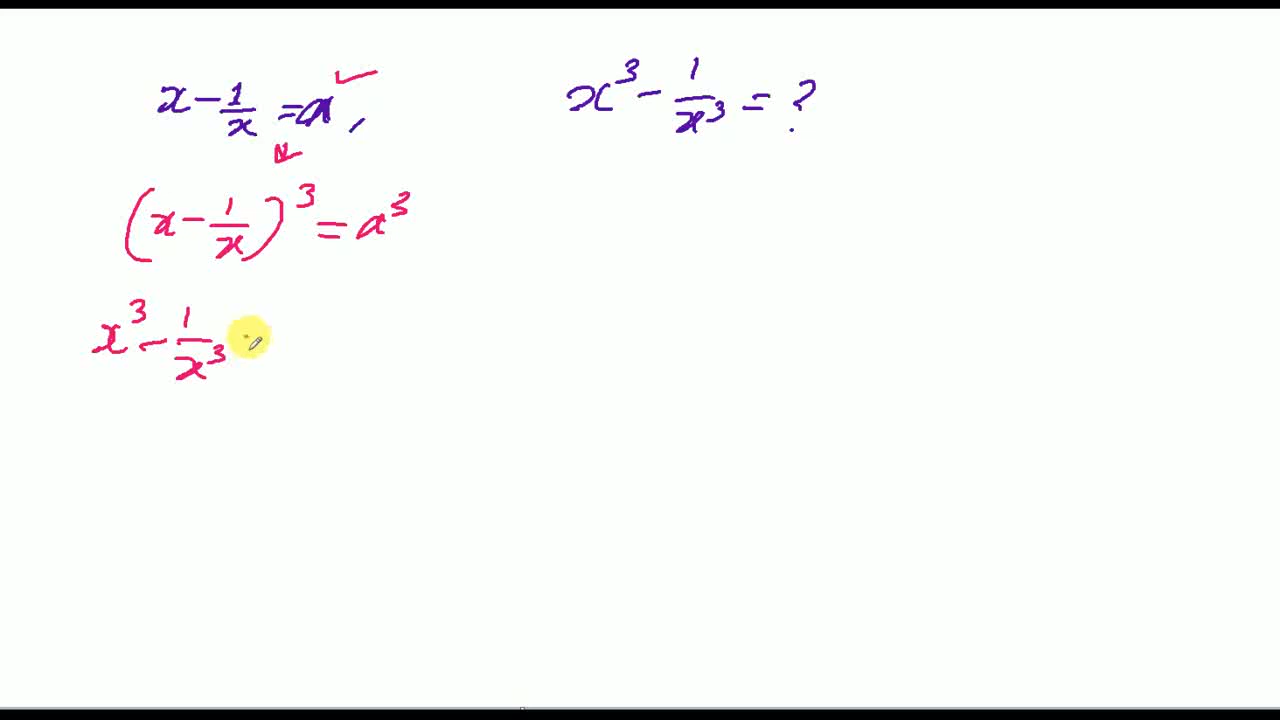 x - 1/x = a, x³ - 1/x³ = ?
(x - 1/x)³ = a³
x³ - 1/x³ -